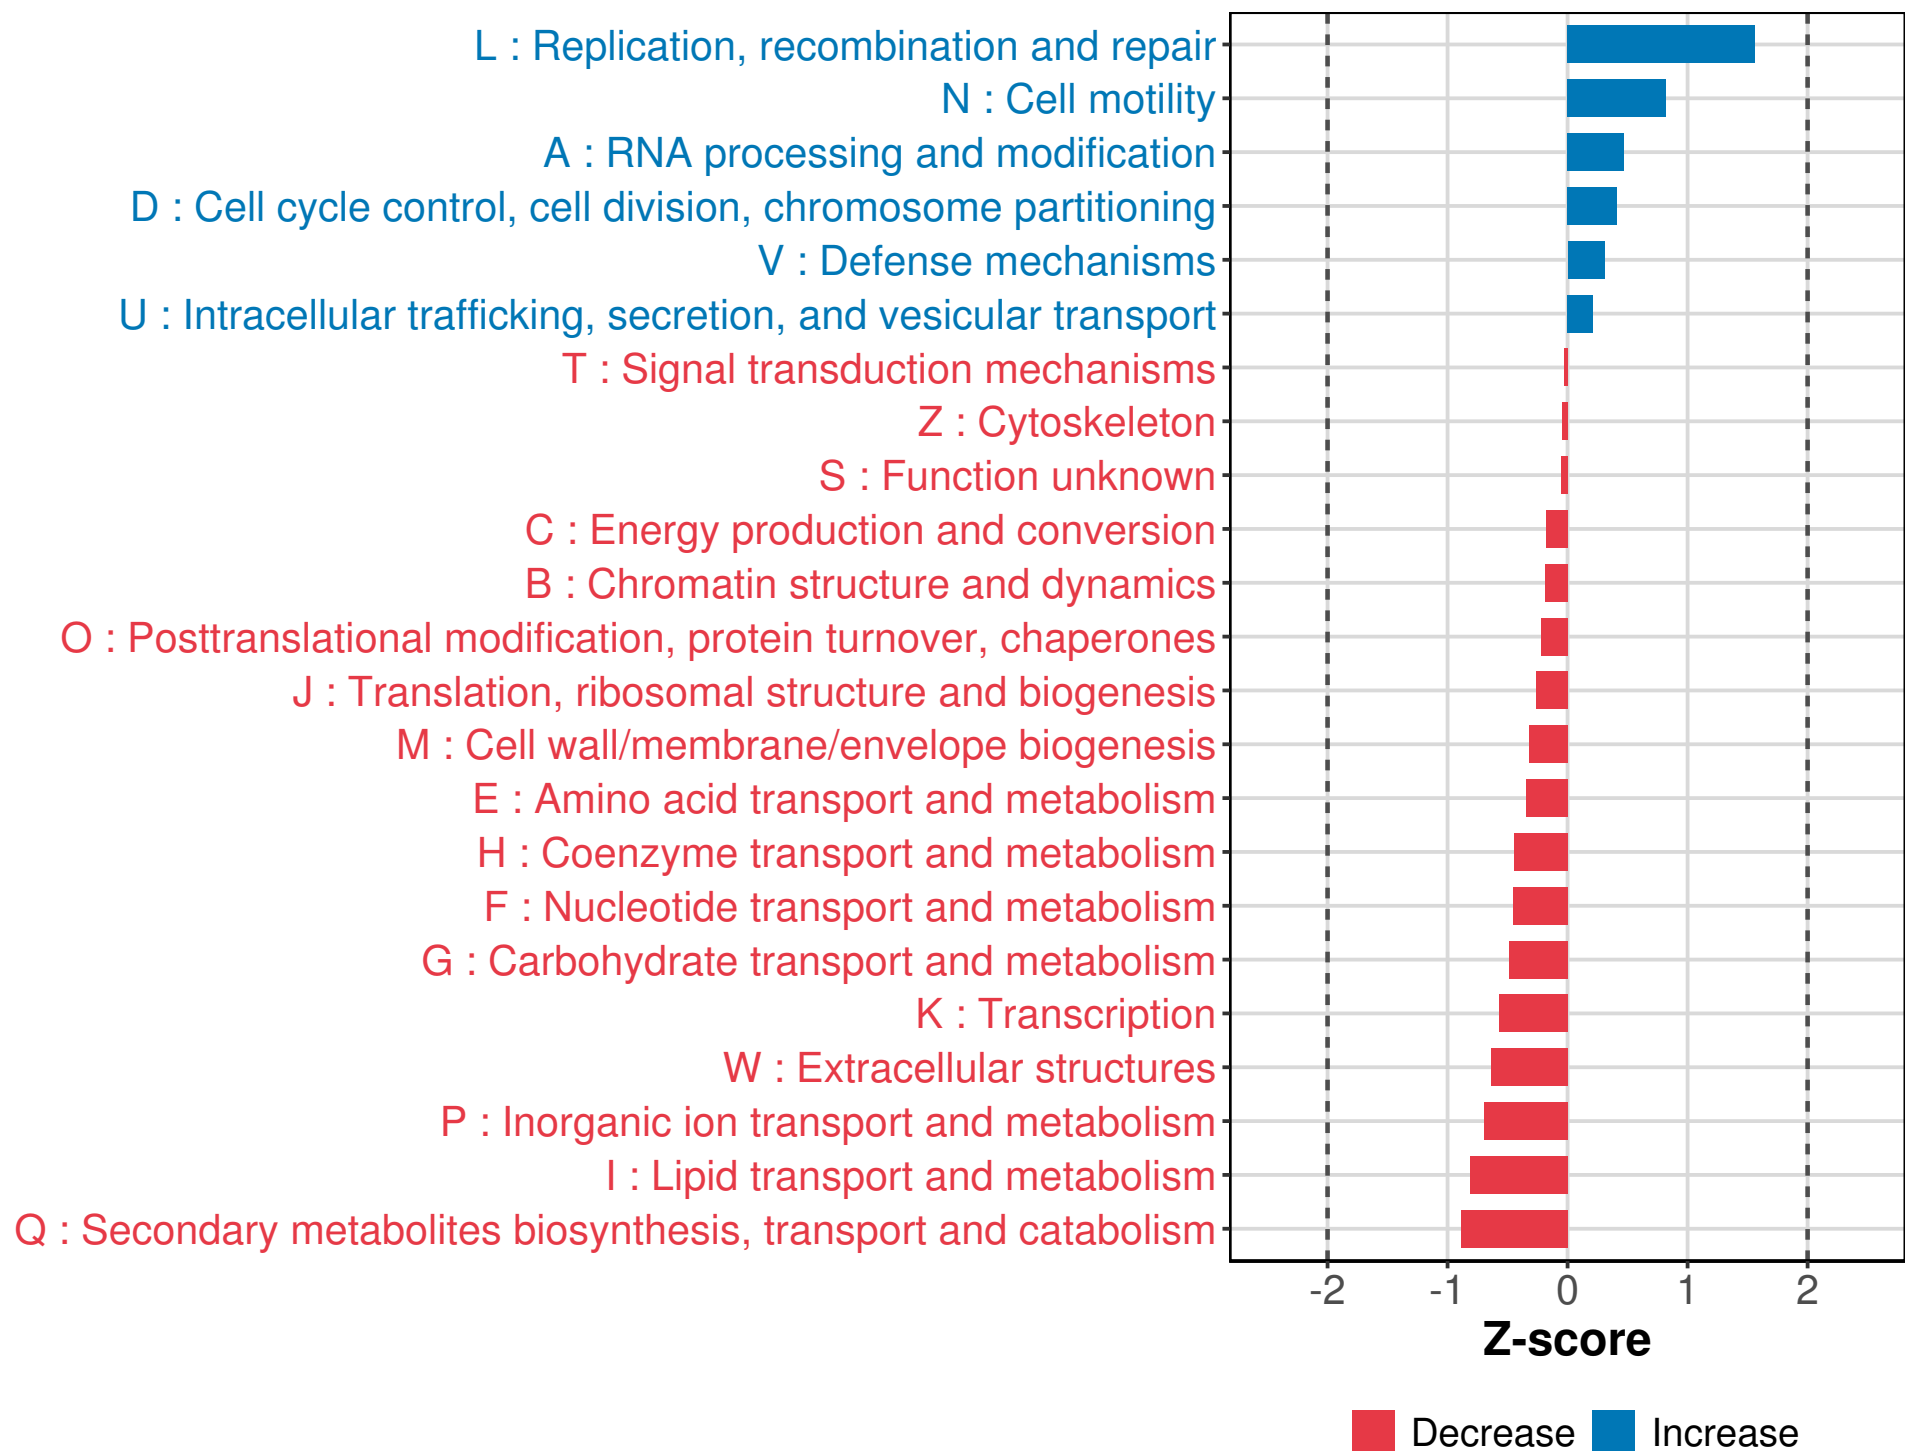 L : Replication, recombination and repair
N : Cell motility
A : RNA processing and modification
D : Cell cycle control, cell division, chromosome partitioning
V : Defense mechanisms
U : Intracellular trafficking, secretion, and vesicular transport
T : Signal transduction mechanisms
Z : Cytoskeleton
S : Function unknown
C : Energy production and conversion
B : Chromatin structure and dynamics
O : Posttranslational modification, protein turnover, chaperones
J : Translation, ribosomal structure and biogenesis
M : Cell wall/membrane/envelope biogenesis
E : Amino acid transport and metabolism
H : Coenzyme transport and metabolism
F : Nucleotide transport and metabolism
G : Carbohydrate transport and metabolism
K : Transcription
W : Extracellular structures
P : Inorganic ion transport and metabolism
I : Lipid transport and metabolism
Q : Secondary metabolites biosynthesis, transport and catabolism
-2 -1 0 1 2
Z-score
Decrease Increase